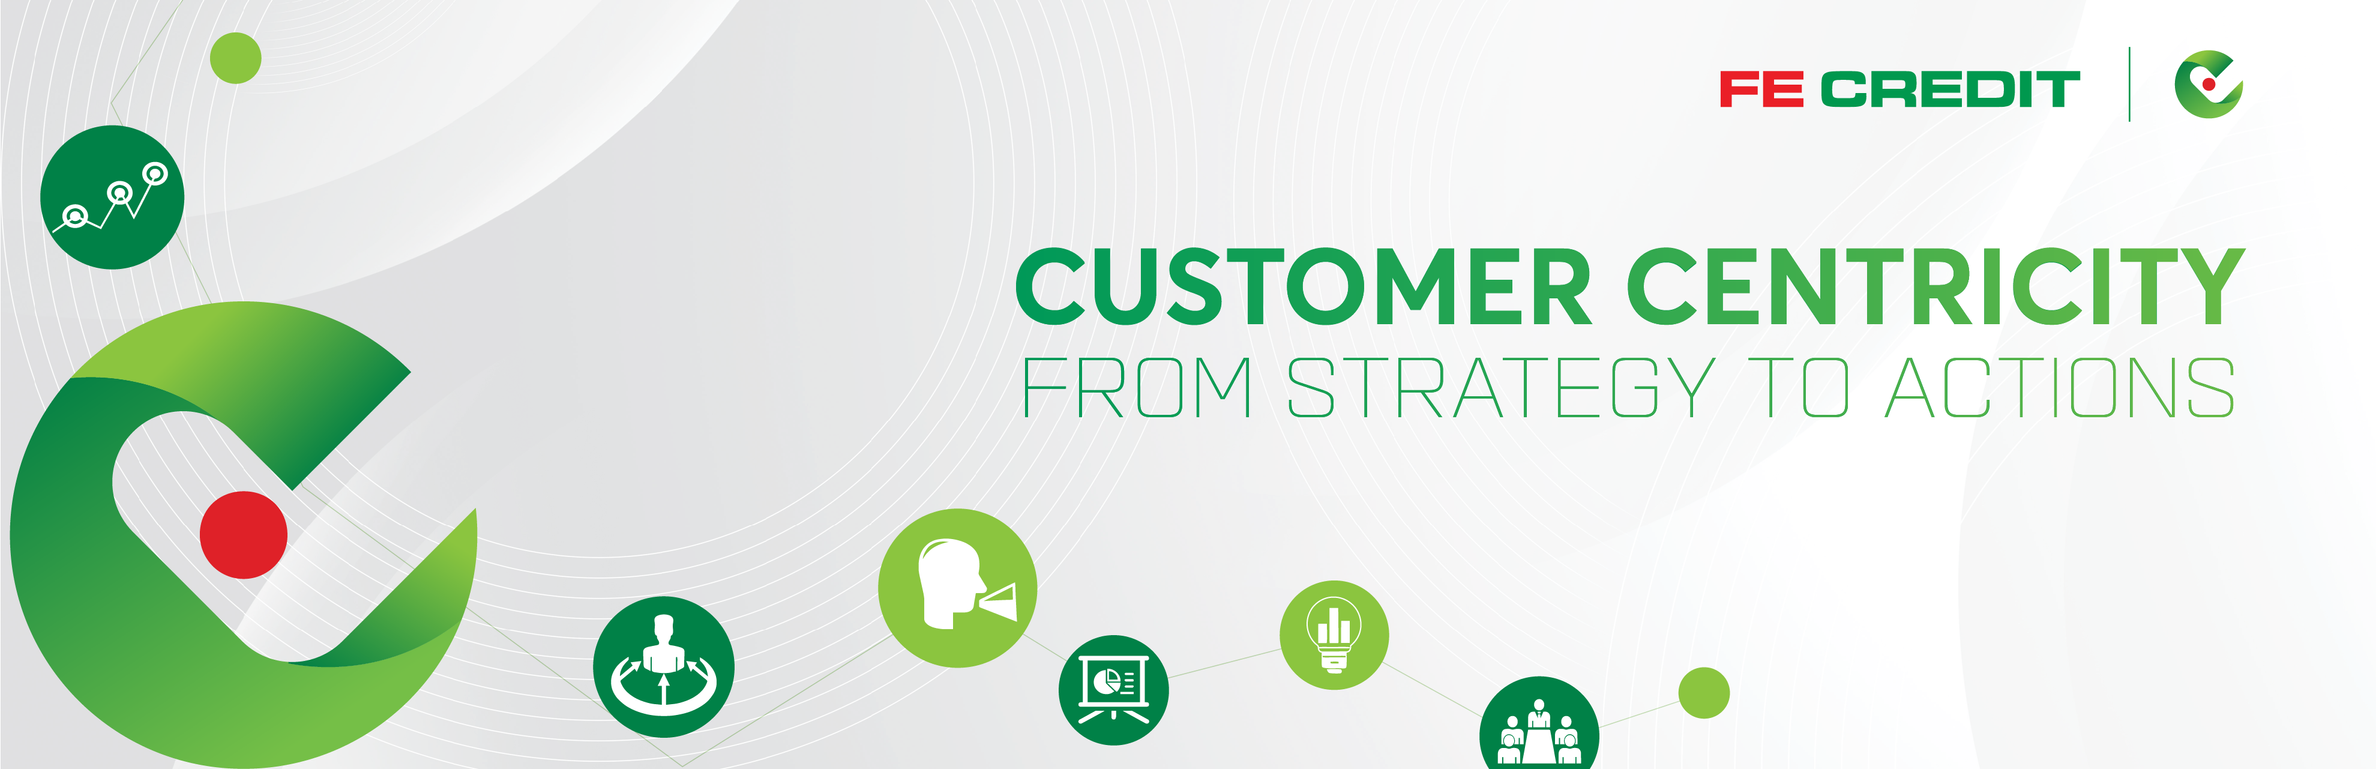 FE CREDIT
CUSTOMER CENTRICITY
FROM STRATEGY TO ACTIONS